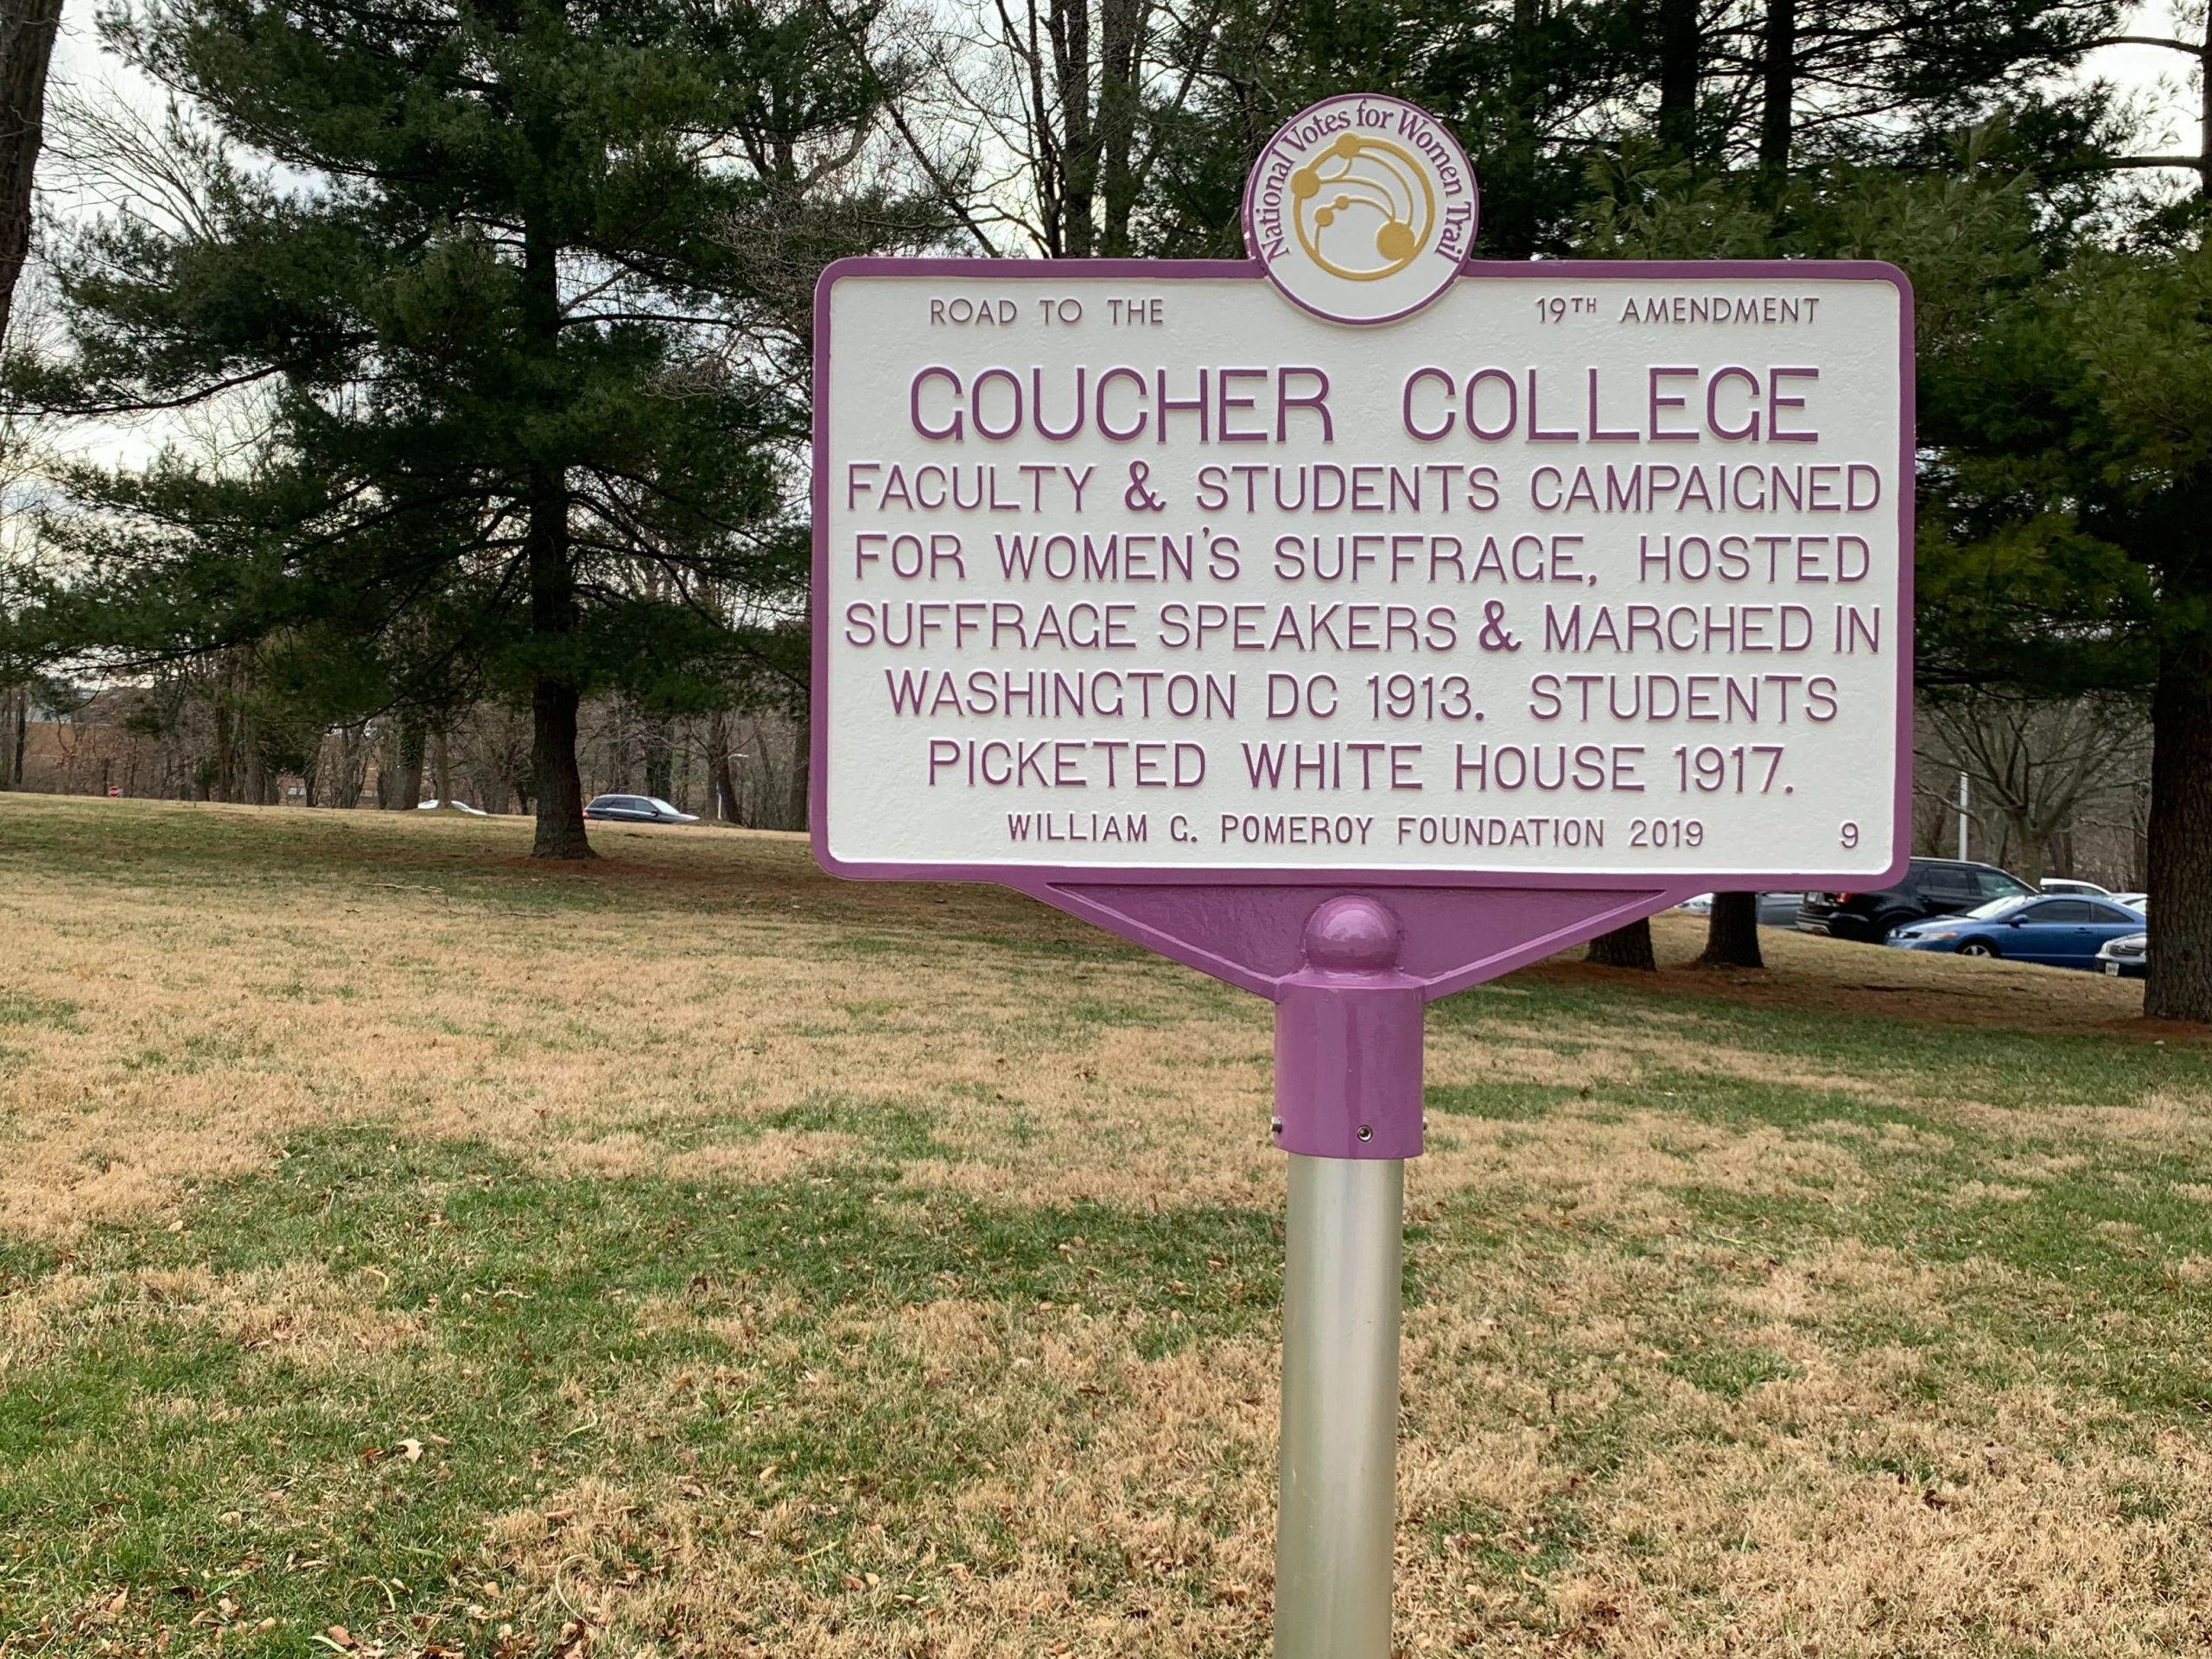 National Votes for Women Trail
ROAD TO THE 19TH AMENDMENT
GOUCHER COLLEGE
FACULTY & STUDENTS CAMPAIGNED
FOR WOMEN'S SUFFRAGE, HOSTED
SUFFRAGE SPEAKERS & MARCHED IN
WASHINGTON DC 1913. STUDENTS
PICKETED WHITE HOUSE 1917.
WILLIAM G. POMEROY FOUNDATION 2019 9